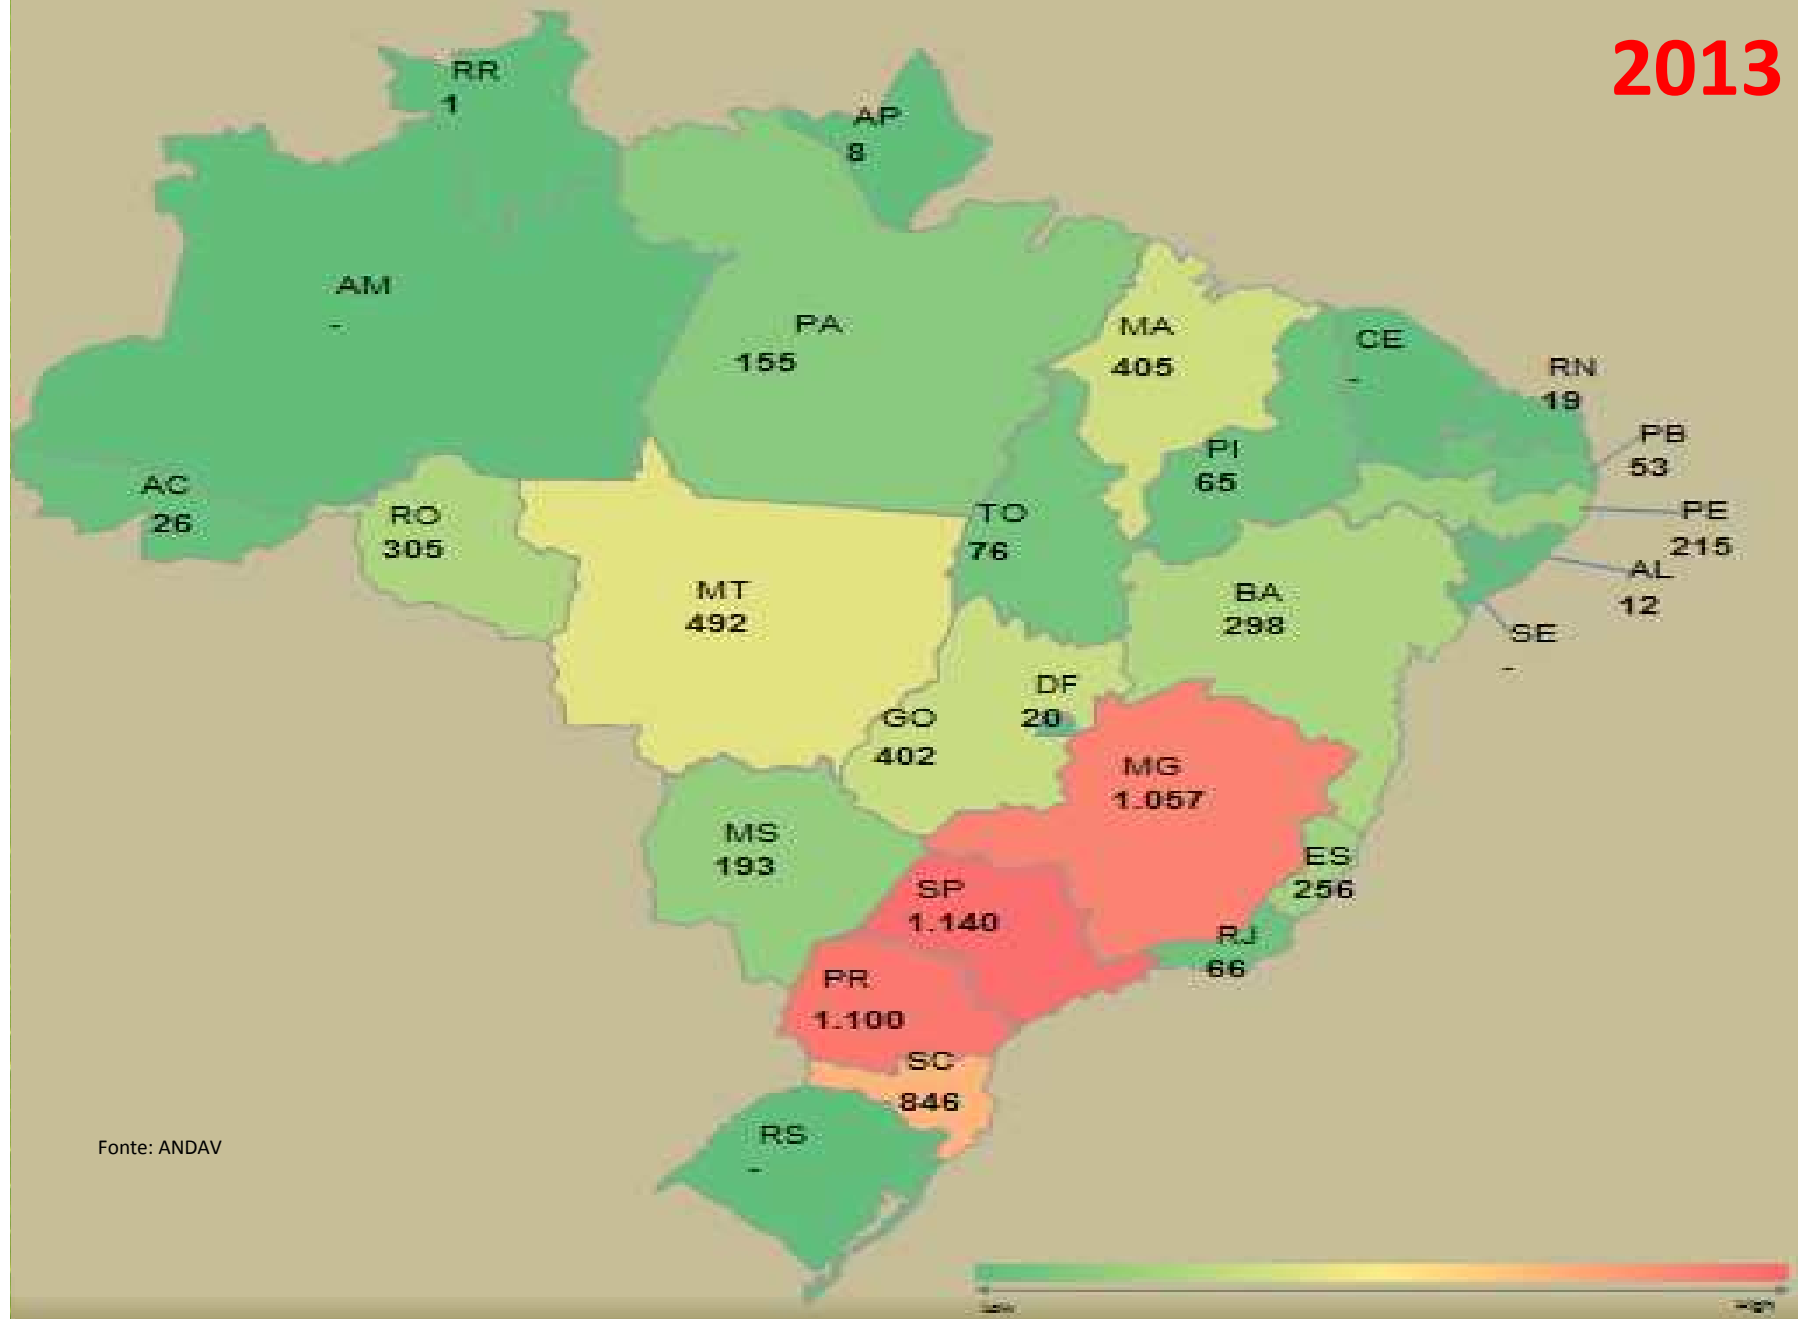 2013
RR
1
AP
8
AM
-
PA
155
MA
405
CE
-
RN
19
PB
53
PI
65
AC
26
RO
305
TO
76
PE
215
AL
12
MT
492
BA
298
SE
-
DF
20
GO
402
MG
1.057
MS
193
ES
256
SP
1.140
RJ
66
PR
1.100
SC
846
RS
-
Fonte: ANDAV